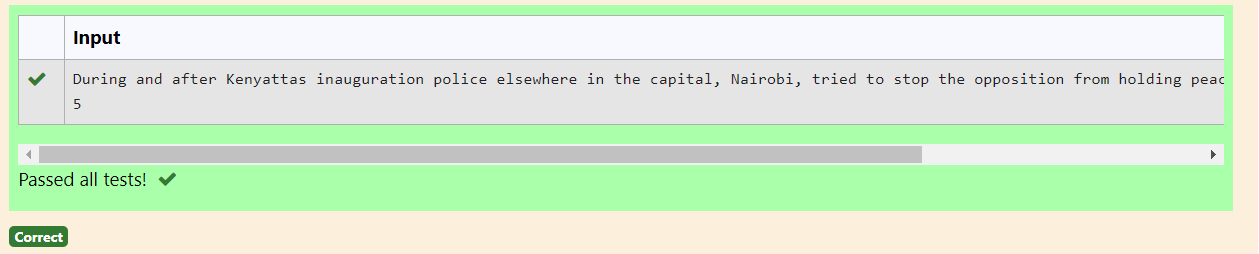 Input
During and after Kenyattas inauguration police elsewhere in the capital, Nairobi, tried to stop the opposition from holding
5
Passed all tests!
Correct